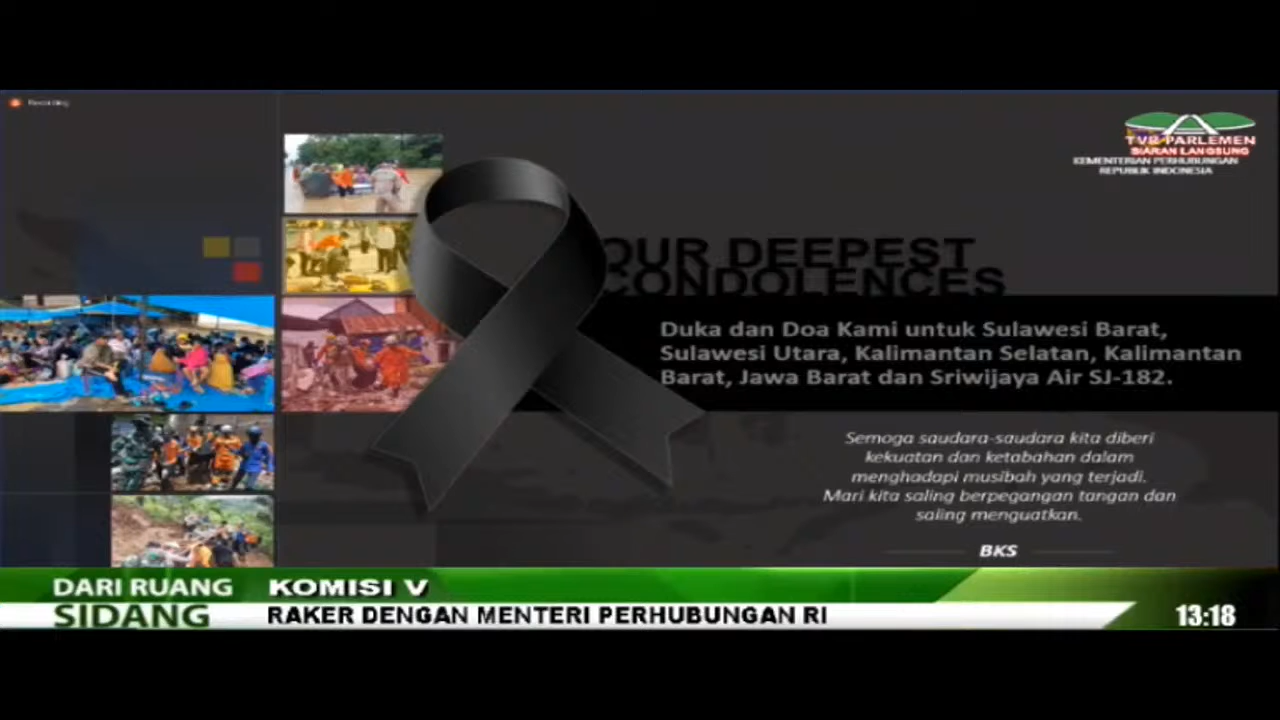 Recording
TVR PARLEMEN
SIARAN LANGSUNG
KEMENTERIAN PERHUBUNGAN
REPUBLIK INDONESIA
OUR DEEPEST
CONDOLENCES
Duka dan Doa Kami untuk Sulawesi Barat,
Sulawesi Utara, Kalimantan Selatan, Kalimantan
Barat, Jawa Barat dan Sriwijaya Air SJ-182.
Semoga saudara-saudara kita diberi
kekuatan dan ketabahan dalam
menghadapi musibah yang terjadi.
Mari kita saling berpegangan tangan dan
saling menguatkan.
BKS
DARI RUANG
SIDANG
KOMISI V
RAKER DENGAN MENTERI PERHUBUNGAN RI
13:18